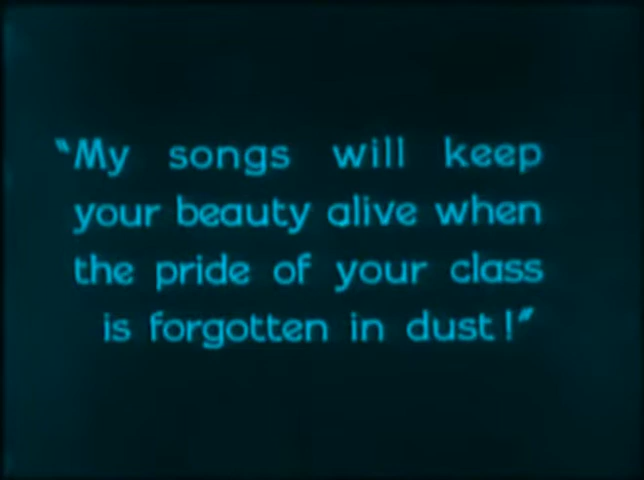 "My songs will keep
your beauty alive when
the pride of your class
is forgotten in dust!"